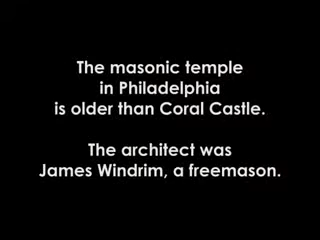 The masonic temple
in Philadelphia
is older than Coral Castle.
The architect was
James Windrim, a freemason.